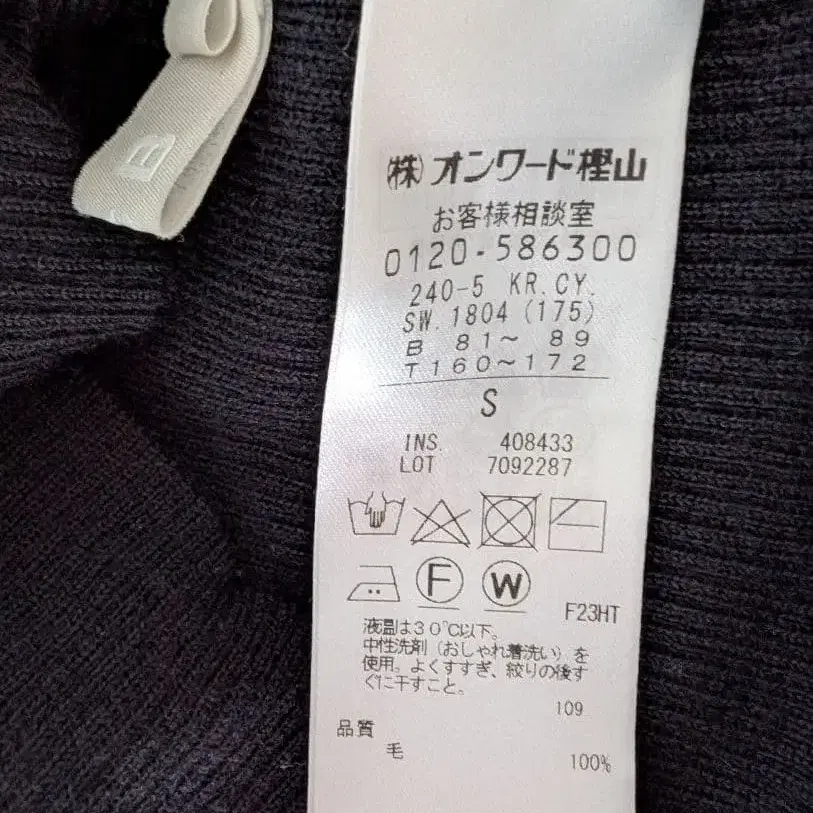 B
(株)オンワード樫山
お客様相談室
0120-586300
240-5 KR.CY.
SW.1804(175)
B 81～ 89
T160～172
S
INS. 408433
LOT 7092287
F
W
F23HT
液温は30℃以下。
中性洗剤(おしゃれ着洗い)を
使用。よくすすぎ、絞りの後す
ぐに干すこと。
109
品質
毛 100%